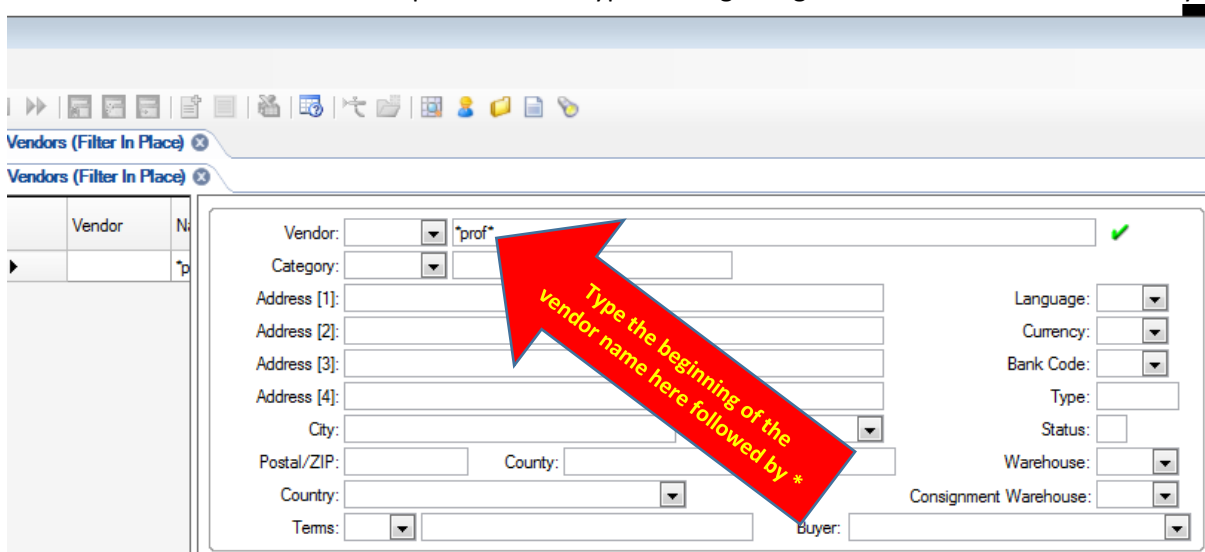 Vendors (Filter In Place)
Vendors (Filter In Place)
Vendor
Vendor: *prof*
*p
Category:
Address [1]: Language:
Address [2]: Currency:
Address [3]: Bank Code:
Address [4]: Type:
City: Status:
Postal/ZIP: County: Warehouse:
Country: Consignment Warehouse:
Terms: Buyer:
Type the beginning of the
vendor name here followed by *